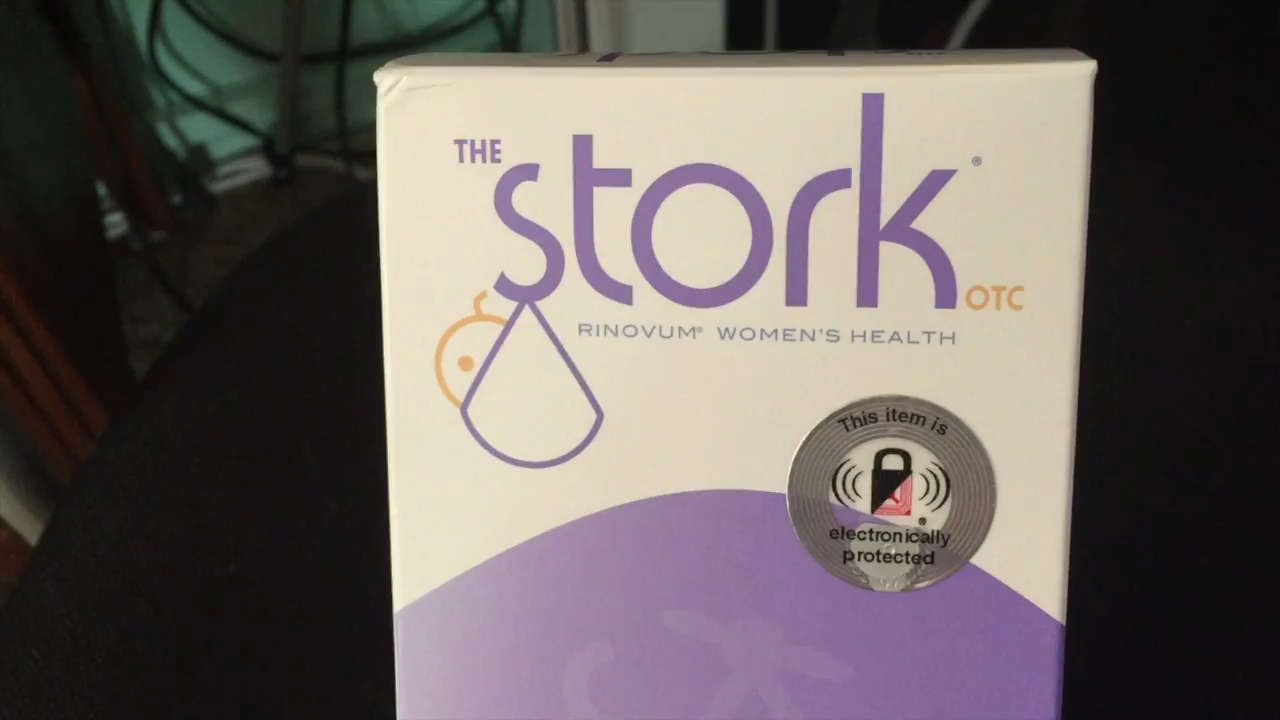 THE stork® OTC
RINOVUM® WOMEN'S HEALTH
This item is
®
electronically
protected